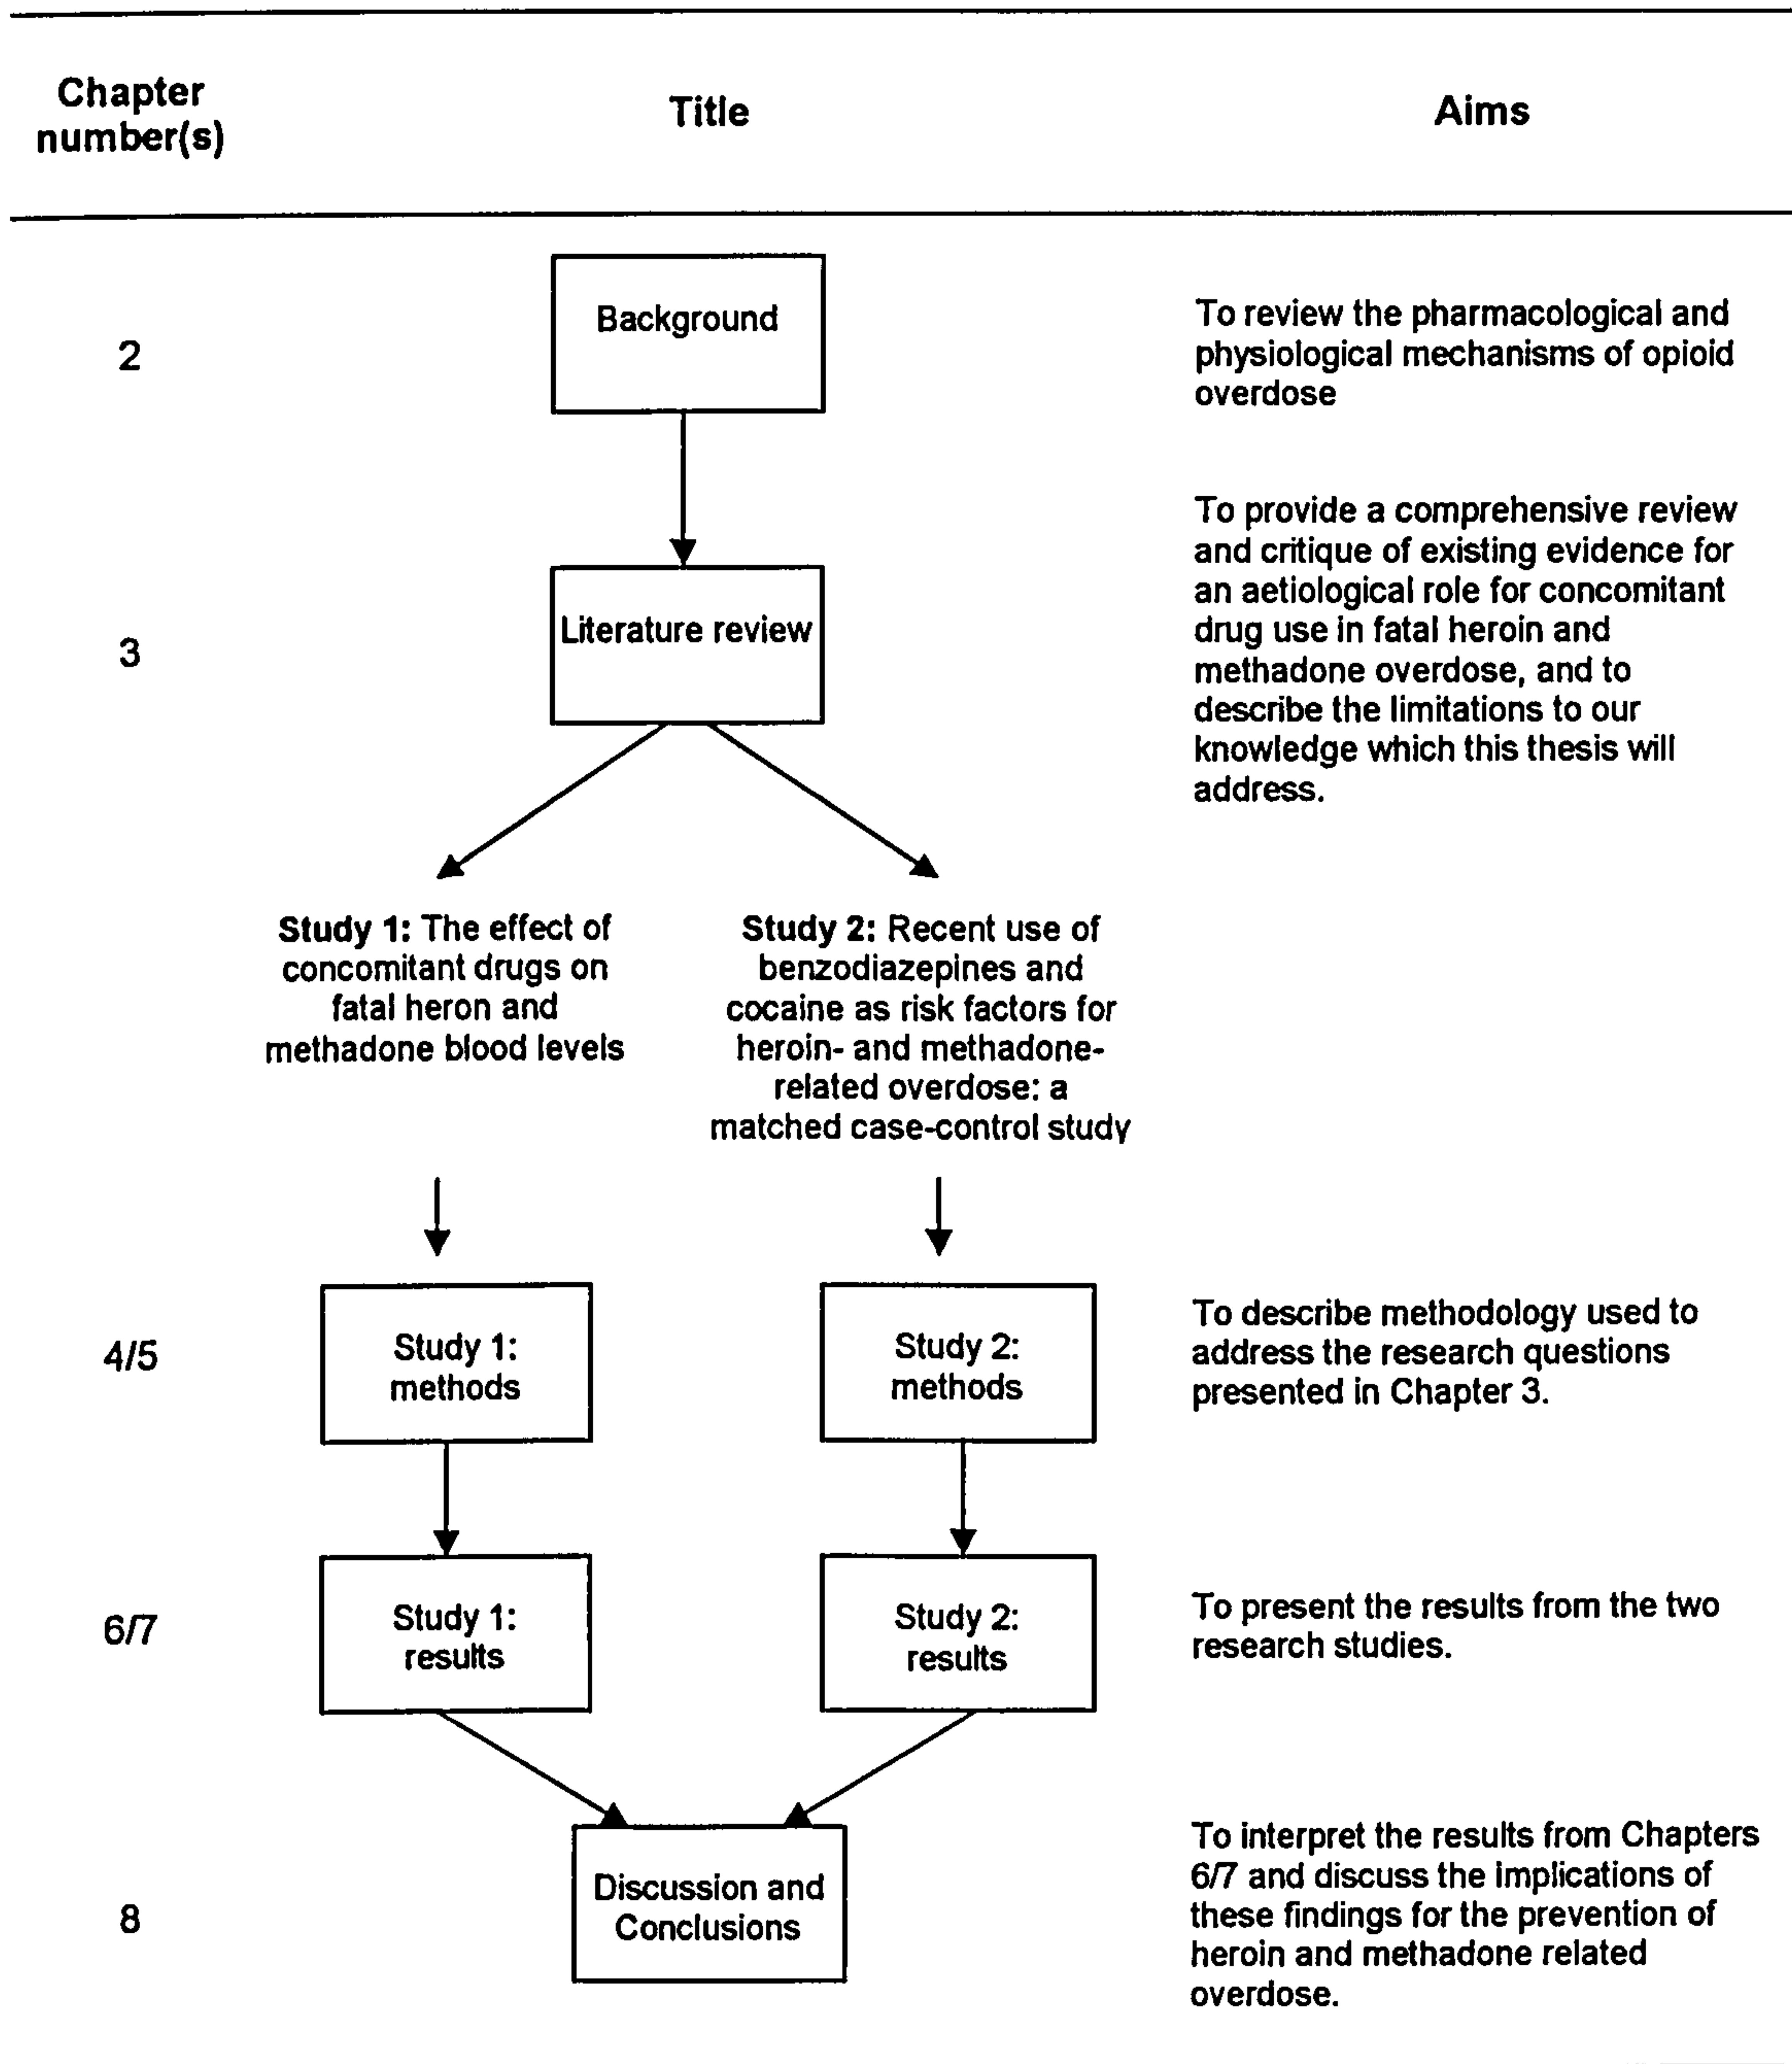 Chapter
number(s)
Title
Aims
2
Background
To review the pharmacological and
physiological mechanisms of opioid
overdose
3
Literature review
To provide a comprehensive review
and critique of existing evidence for
an aetiological role for concomitant
drug use in fatal heroin and
methadone overdose, and to
describe the limitations to our
knowledge which this thesis will
address.
Study 1: The effect of
concomitant drugs on
fatal heron and
methadone blood levels
Study 2: Recent use of
benzodiazepines and
cocaine as risk factors for
heroin- and methadone-
related overdose: a
matched case-control study
4/5
Study 1:
methods
Study 2:
methods
To describe methodology used to
address the research questions
presented in Chapter 3.
6/7
Study 1:
results
Study 2:
results
To present the results from the two
research studies.
8
Discussion and
Conclusions
To interpret the results from Chapters
6/7 and discuss the implications of
these findings for the prevention of
heroin and methadone related
overdose.